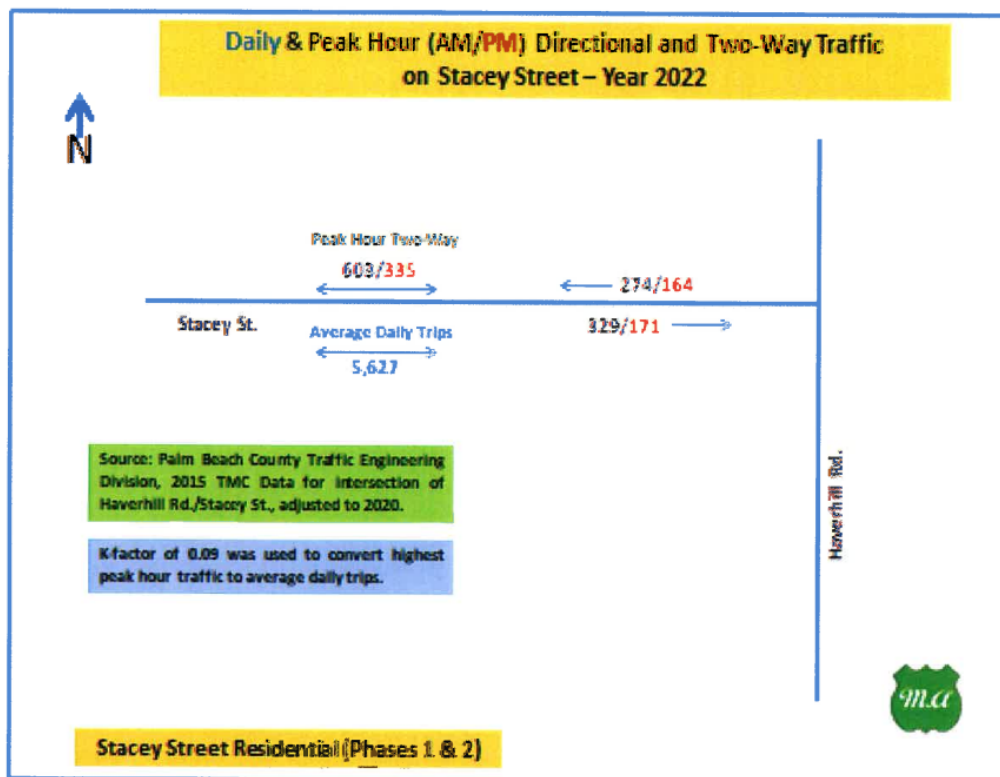 Daily & Peak Hour (AM/PM) Directional and Two-Way Traffic
on Stacey Street – Year 2022
N
Peak Hour Two-Way
603/335
274/164
Stacey St.
329/171
Average Daily Trips
5,627
Source: Palm Beach County Traffic Engineering
Division, 2015 TMC Data for intersection of
Haverhill Rd./Stacey St., adjusted to 2020.
K-factor of 0.09 was used to convert highest
peak hour traffic to average daily trips.
Haverhill Rd.
m.a
Stacey Street Residential (Phases 1 & 2)